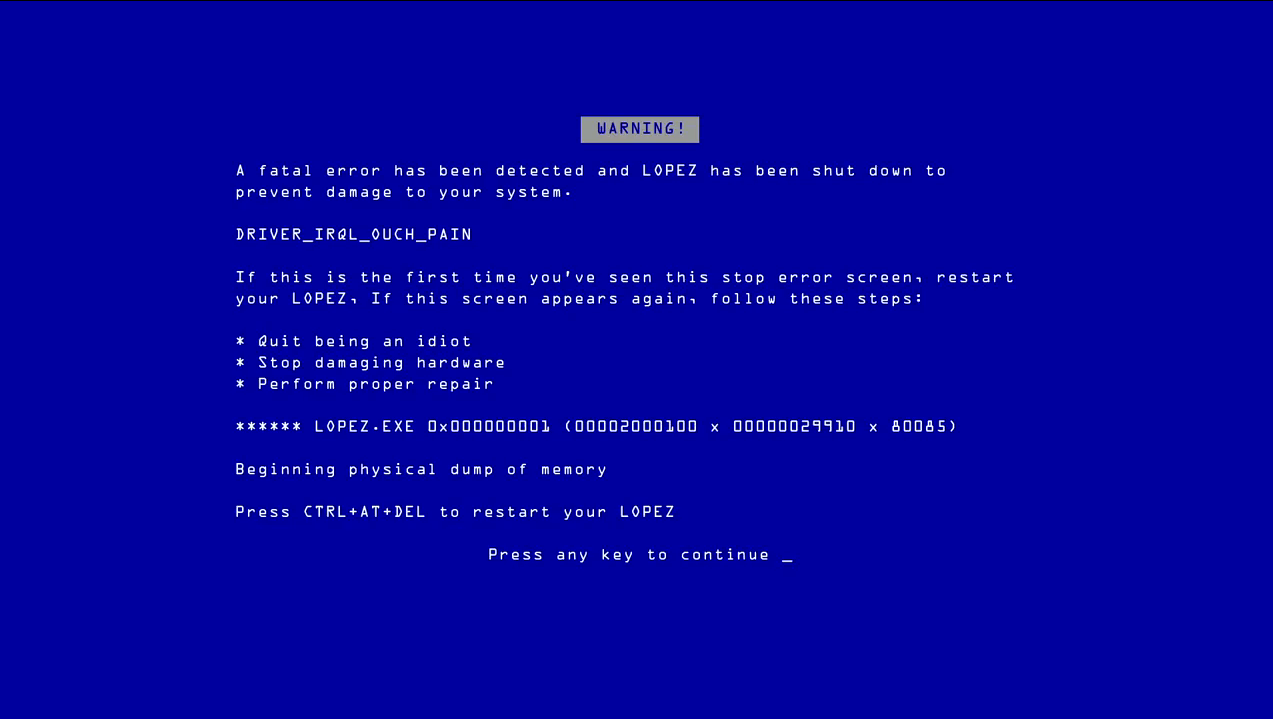 WARNING!
A fatal error has been detected and LOPEZ has been shut down to
prevent damage to your system.
DRIVER_IRQL_OUCH_PAIN
If this is the first time you've seen this stop error screen, restart
your LOPEZ, If this screen appears again, follow these steps:
* Quit being an idiot
* Stop damaging hardware
* Perform proper repair
****** LOPEZ.EXE 0x000000001 (00002000100 x 00000029910 x 80085)
Beginning physical dump of memory
Press CTRL+AT+DEL to restart your LOPEZ
Press any key to continue _